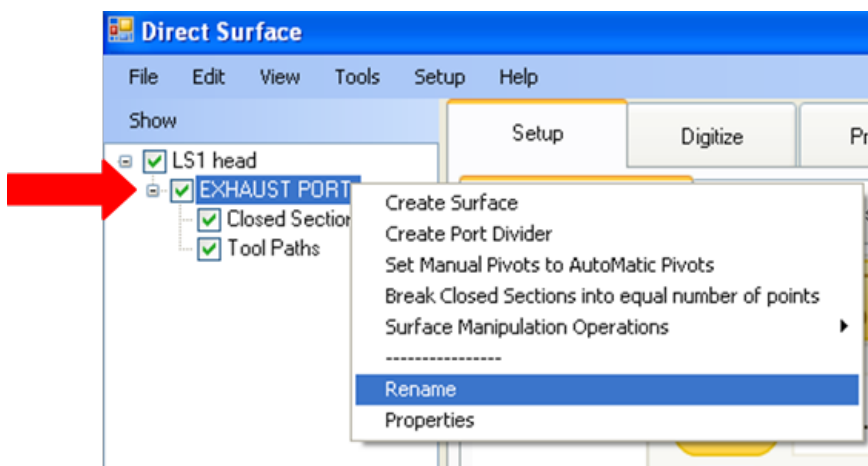 Direct Surface
File Edit View Tools Setup Help
Show
Setup Digitize
LS1 head
EXHAUST PORT
Closed Section
Tool Paths
Create Surface
Create Port Divider
Set Manual Pivots to AutoMatic Pivots
Break Closed Sections into equal number of points
Surface Manipulation Operations
----------------
Rename
Properties